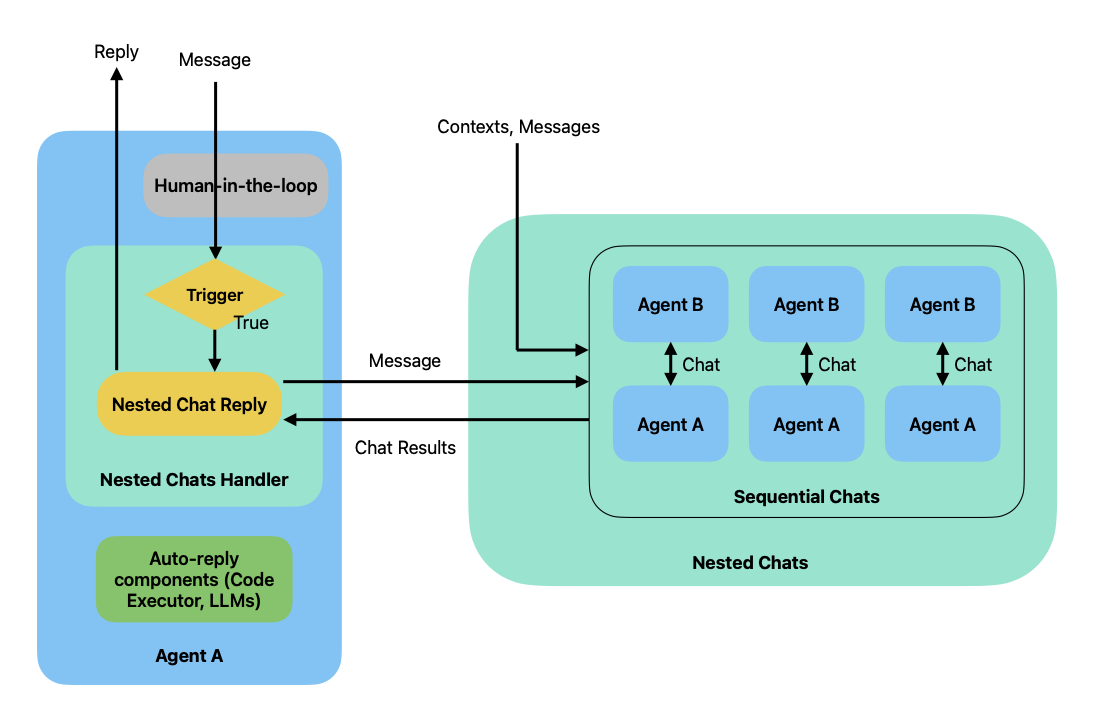 Reply
Message
Human-in-the-loop
Trigger
True
Nested Chat Reply
Nested Chats Handler
Auto-reply
components (Code
Executor, LLMs)
Agent A
Message
Chat Results
Contexts, Messages
Agent B
Agent B
Agent B
Chat
Chat
Chat
Agent A
Agent A
Agent A
Sequential Chats
Nested Chats